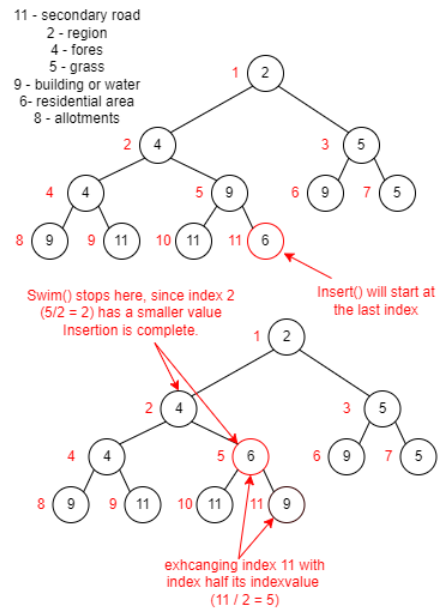 11 - secondary road
2 - region
4 - fores
5 - grass
9 - building or water
6- residential area
8 - allotments
1 2
2 4 3 5
4 4 5 9 6 9 7 5
8 9 9 11 10 11 11 6
Swim() stops here, since index 2
(5/2 = 2) has a smaller value
Insertion is complete.
Insert() will start at
the last index
1 2
2 4 3 5
4 4 5 6 6 9 7 5
8 9 9 11 10 11 11 9
exhcanging index 11 with
index half its indexvalue
(11 / 2 = 5)